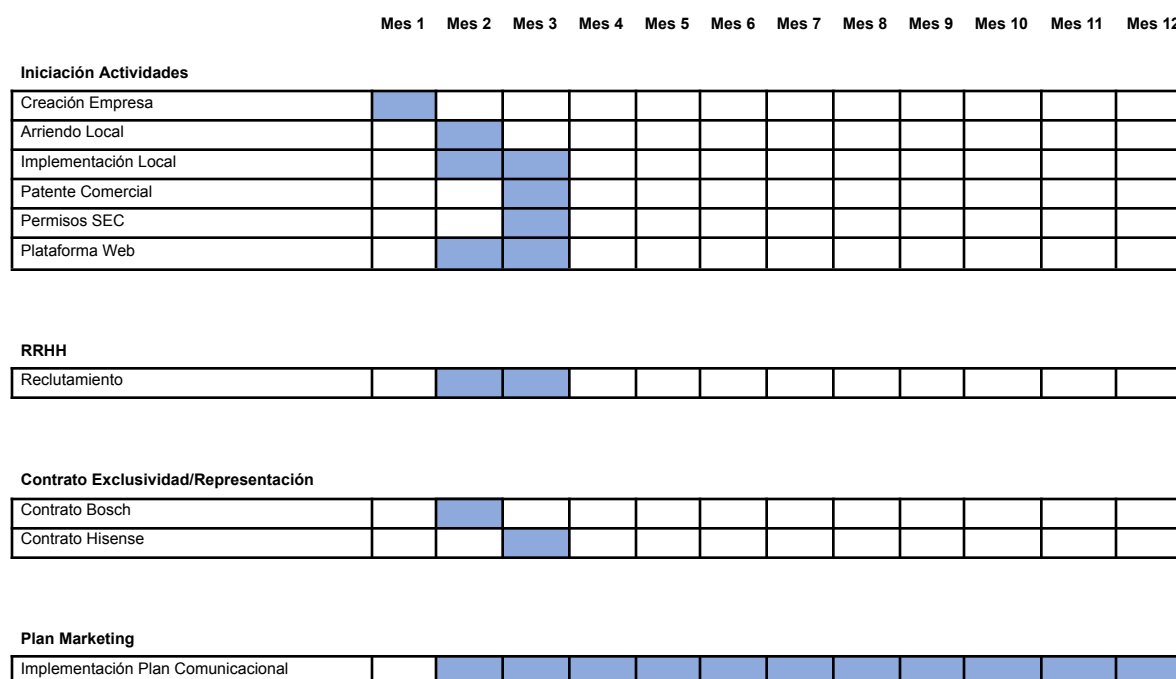 Mes 1 Mes 2 Mes 3 Mes 4 Mes 5 Mes 6 Mes 7 Mes 8 Mes 9 Mes 10 Mes 11 Mes 12
Iniciación Actividades
Creación Empresa
Arriendo Local
Implementación Local
Patente Comercial
Permisos SEC
Plataforma Web
RRHH
Reclutamiento
Contrato Exclusividad/Representación
Contrato Bosch
Contrato Hisense
Plan Marketing
Implementación Plan Comunicacional